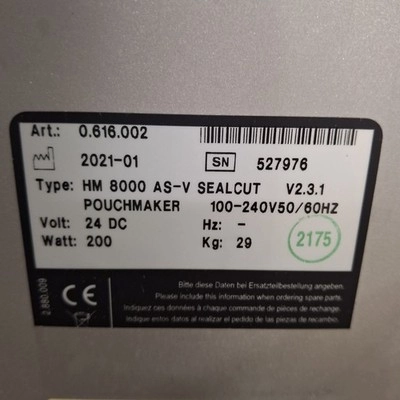 Art.: 0.616.002
2021-01 SN 527976
Type: HM 8000 AS-V SEALCUT V2.3.1
POUCHMAKER 100-240V50/60HZ
Volt: 24 DC Hz: -
Watt: 200 Kg: 29
2175
2.680.009
CE
Bitte diese Daten bei Ersatzteilbestellung angeben.
Please include this information when ordering spare parts.
Indiquez ces données à chaque commande de pièces de rechange.
Indique estos datos al realizar el pedido de las piezas de recambio.